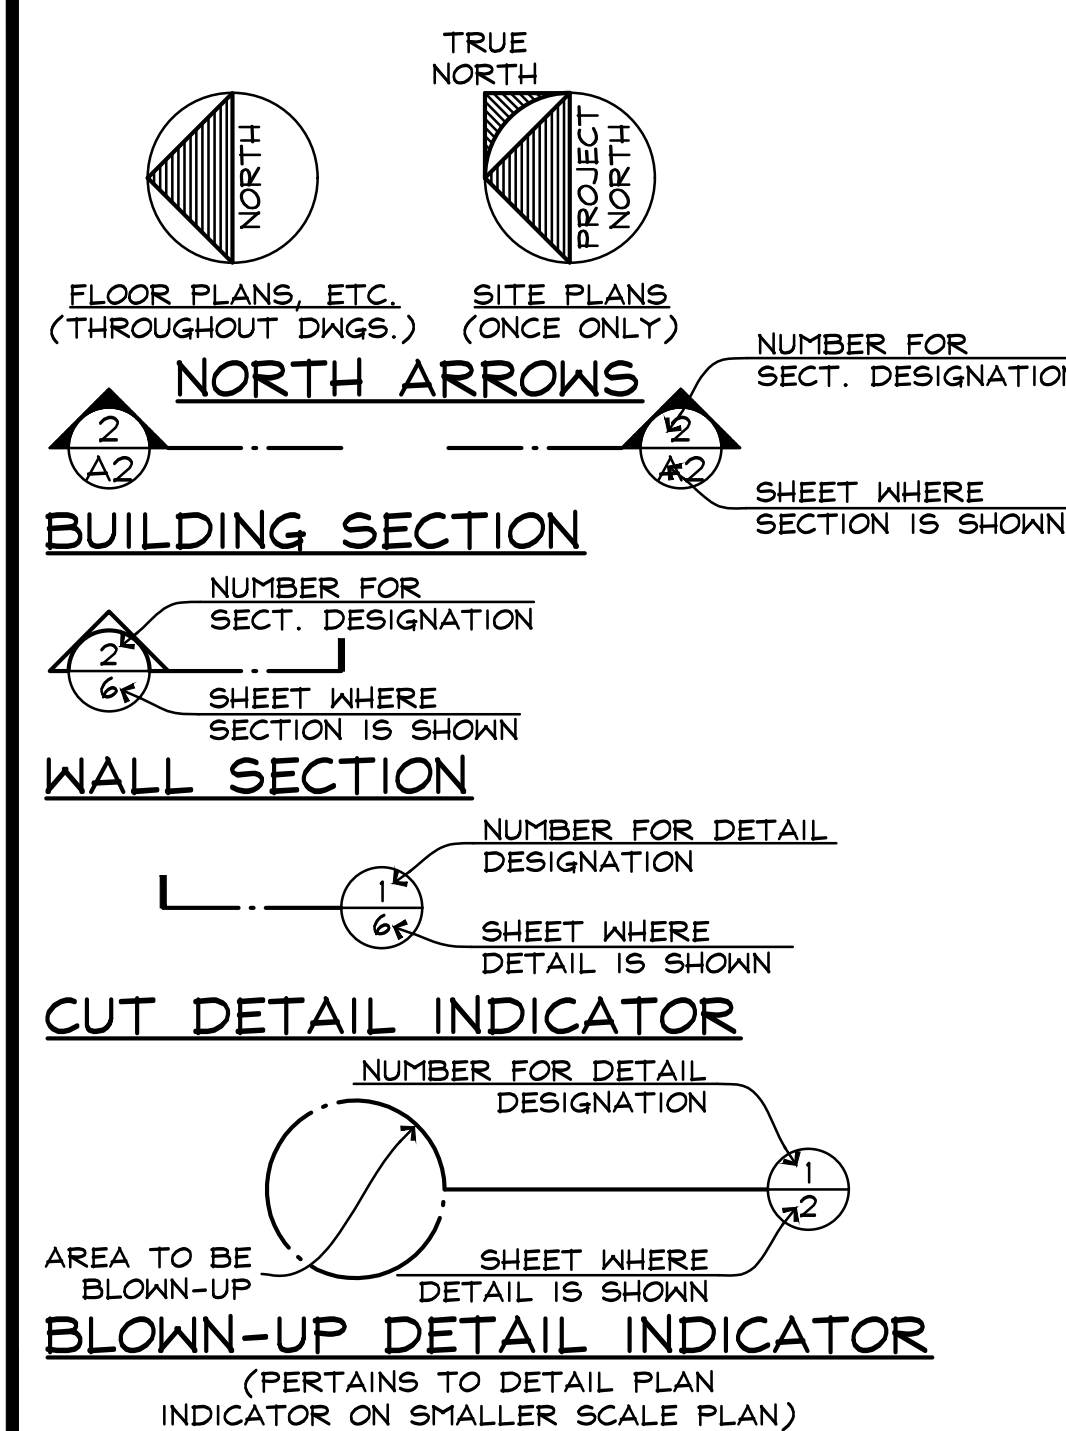 TRUE
NORTH
NORTH
PROJECT
NORTH
FLOOR PLANS, ETC.
(THROUGHOUT DWGS.)
SITE PLANS
(ONCE ONLY)
NORTH ARROWS
NUMBER FOR
SECT. DESIGNATION
2
A2
2
A2
SHEET WHERE
SECTION IS SHOWN
BUILDING SECTION
NUMBER FOR
SECT. DESIGNATION
2
6
SHEET WHERE
SECTION IS SHOWN
WALL SECTION
NUMBER FOR DETAIL
DESIGNATION
1
6
SHEET WHERE
DETAIL IS SHOWN
CUT DETAIL INDICATOR
NUMBER FOR DETAIL
DESIGNATION
1
2
AREA TO BE
BLOWN-UP
SHEET WHERE
DETAIL IS SHOWN
BLOWN-UP DETAIL INDICATOR
(PERTAINS TO DETAIL PLAN
INDICATOR ON SMALLER SCALE PLAN)